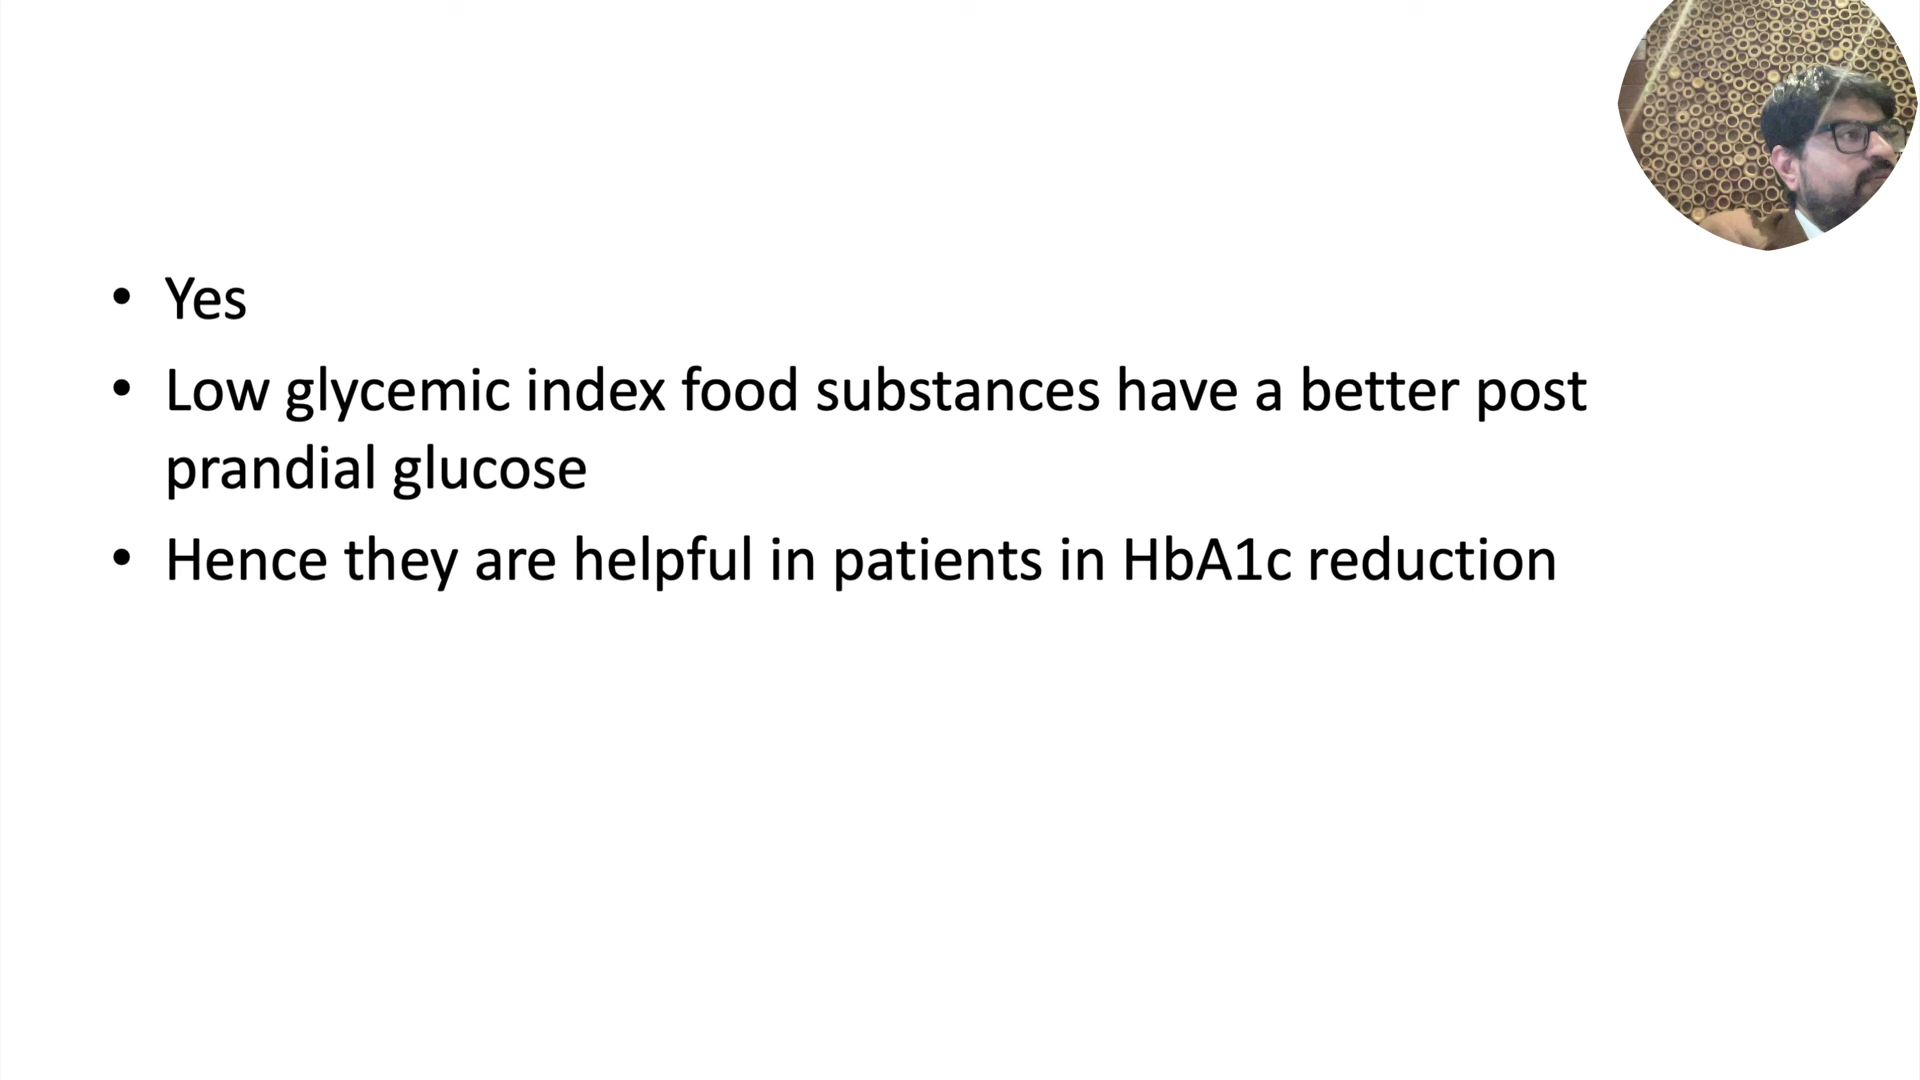 • Yes
• Low glycemic index food substances have a better post
prandial glucose
• Hence they are helpful in patients in HbA1c reduction